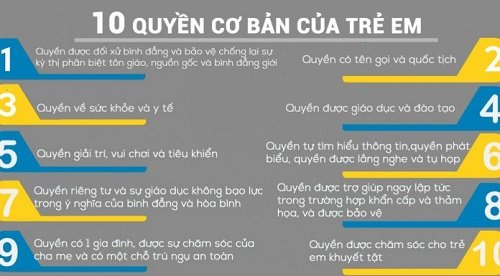 10 QUYỀN CƠ BẢN CỦA TRẺ EM
1
Quyền được đối xử bình đẳng và bảo vệ chống lại sự
kỳ thị phân biệt tôn giáo, nguồn gốc và bình đẳng giới
2
Quyền có tên gọi và quốc tịch
3
Quyền về sức khỏe và y tế
4
Quyền được giáo dục và đào tạo
5
Quyền giải trí, vui chơi và tiêu khiển
6
Quyền tự tìm hiểu thông tin,quyền phát
biểu, quyền được lắng nghe và tụ họp
7
Quyền riêng tư và sự giáo dục không bạo lực
trong ý nghĩa của bình đẳng và hòa bình
8
Quyền được trợ giúp ngay lập tức
trong trường hợp khẩn cấp và thảm
họa, và được bảo vệ
9
Quyền có 1 gia đình, được sự chăm sóc của
cha mẹ và có một chỗ trú ngụ an toàn
10
Quyền được chăm sóc cho trẻ
em khuyết tật